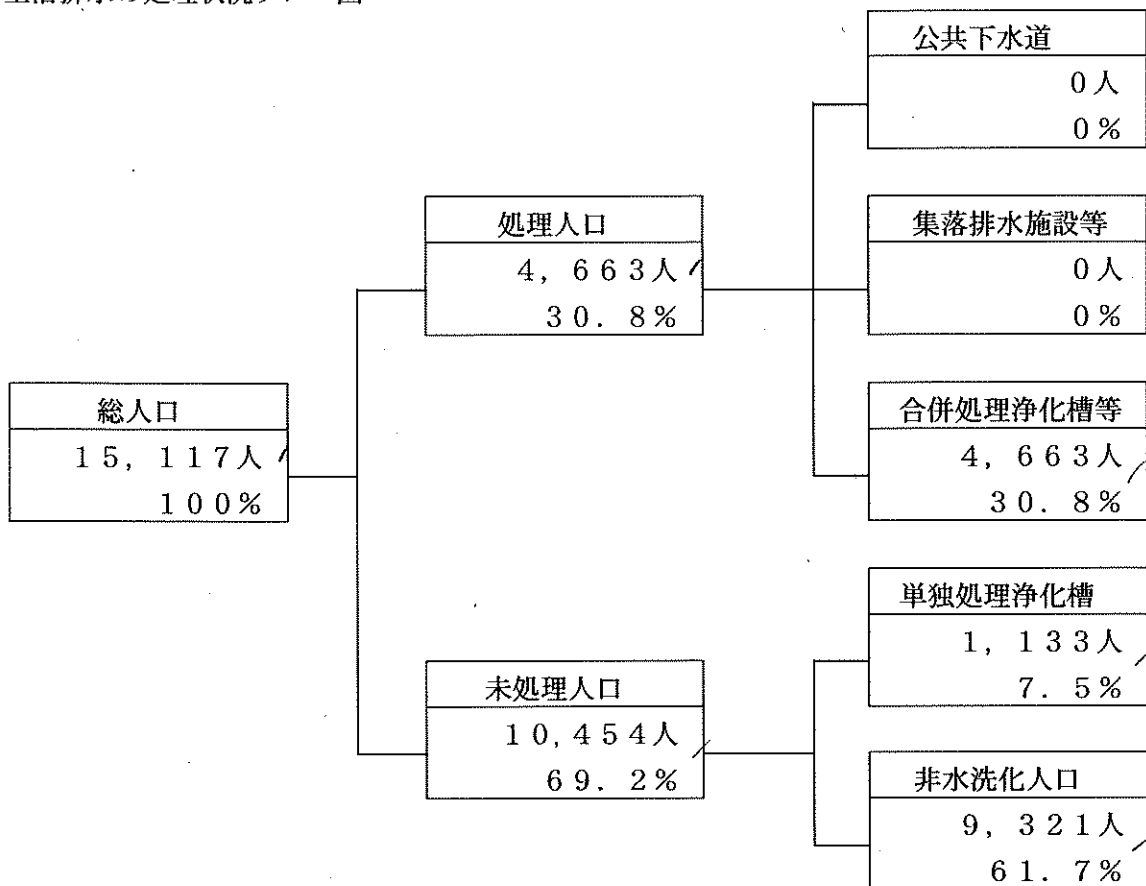 公共下水道
0人
0%
処理人口
4,663人
30.8%
集落排水施設等
0人
0%
総人口
15,117人
100%
合併処理浄化槽等
4,663人
30.8%
単独処理浄化槽
1,133人
7.5%
未処理人口
10,454人
69.2%
非水洗化人口
9,321人
61.7%